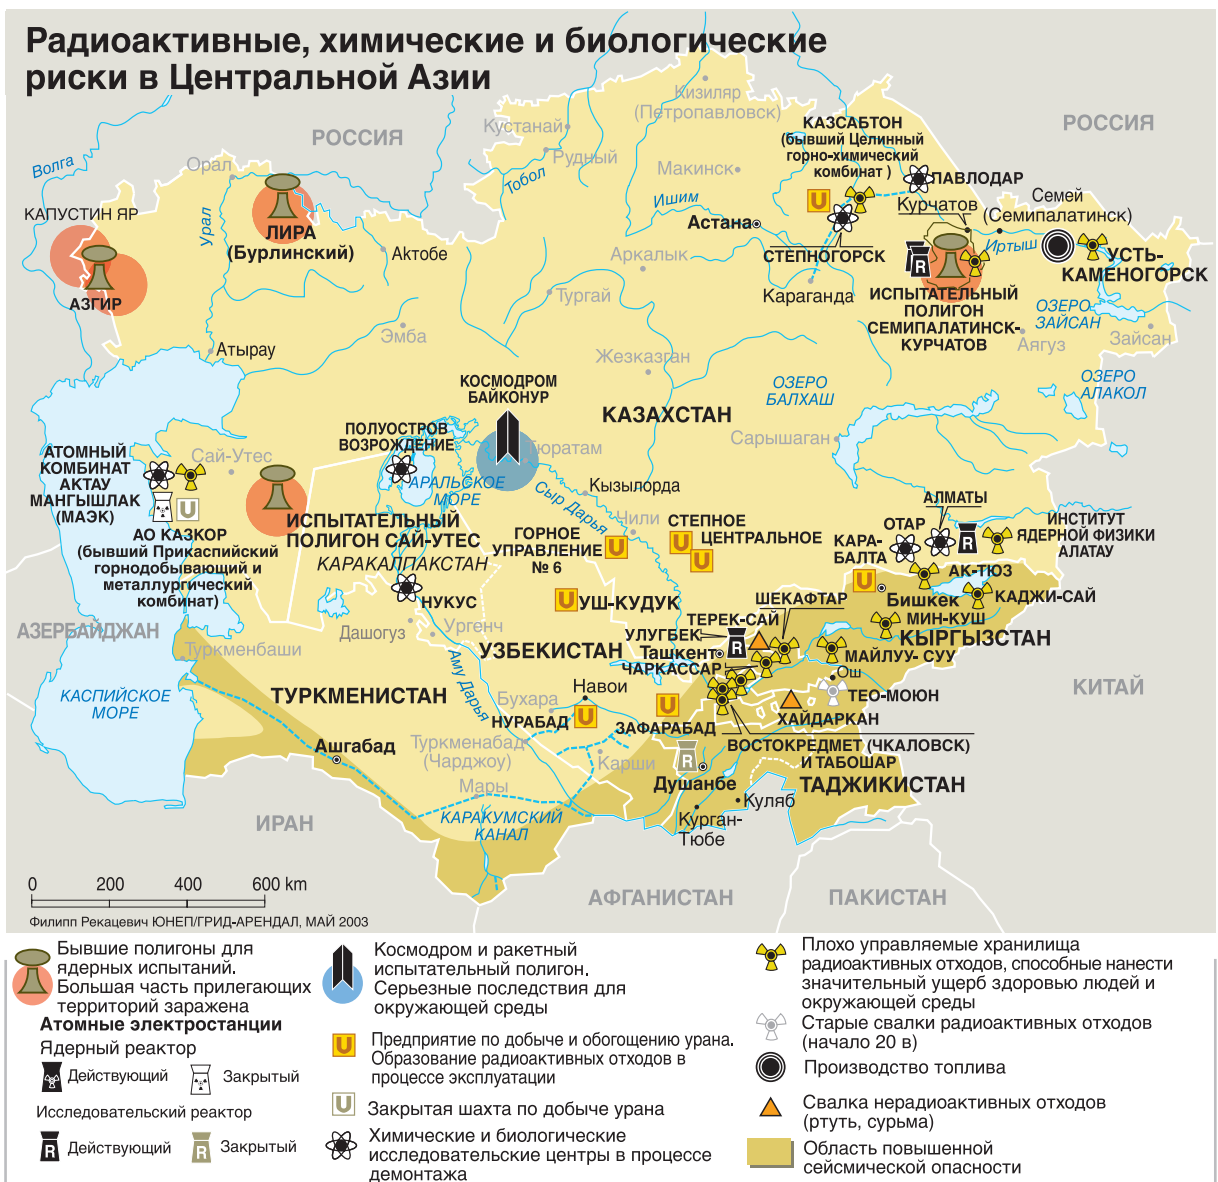 Радиоактивные, химические и биологические
риски в Центральной Азии
РОССИЯ
РОССИЯ
Волга
Орал
Кустанай
Рудный
Тобол
Кизиляр
(Петропавловск)
Макинск
Ишим
Астана
КАЗСАБТОН
(бывший Целинный
горно-химический
комбинат )
U
ПАВЛОДАР
Курчатов
Семей
(Семипалатинск)
Иртыш
КАПУСТИН ЯР
Урал
ЛИРА
(Бурлинский)
Актобе
АЗГИР
Аркалык
Тургай
СТЕПНОГОРСК
Караганда
R
ИСПЫТАТЕЛЬНЫЙ
ПОЛИГОН
СЕМИПАЛАТИНСК-
КУРЧАТОВ
УСТЬ-
КАМЕНОГОРСК
ОЗЕРО
ЗАЙСАН
Аягуз
Зайсан
Атырау
Эмба
Жезказган
КОСМОДРОМ
БАЙКОНУР
КАЗАХСТАН
ОЗЕРО
БАЛХАШ
ОЗЕРО
АЛАКОЛ
ПОЛУОСТРОВ
ВОЗРОЖДЕНИЕ
Тюратам
Сарышаган
АТОМНЫЙ
КОМБИНАТ
АКТАУ
МАНГЫШЛАК
(МАЭК)
Сай-Утес
U
АРАЛЬСКОЕ
МОРЕ
Сыр Дарья
Кызылорда
Чили
АО КАЗКОР
(бывший Прикаспийский
горнодобывающий и
металлургический
комбинат)
ИСПЫТАТЕЛЬНЫЙ
ПОЛИГОН САЙ-УТЕС
КАРАКАЛПАКСТАН
ГОРНОЕ
УПРАВЛЕНИЕ
№ 6
U
СТЕПНОЕ
ЦЕНТРАЛЬНОЕ
U
U
АЛМАТЫ
ОТАР
R
ИНСТИТУТ
ЯДЕРНОЙ ФИЗИКИ
АЛАТАУ
КАРА-
БАЛТА
U
АК-ТЮЗ
Бишкек
КАДЖИ-САЙ
МИН-КУШ
КЫРГЫЗСТАН
НУКУС
U
УШ-КУДУК
ШЕКАФТАР
ТЕРЕК-САЙ
УЛУГБЕК
R
Ташкент
ЧАРКАССАР
МАЙЛУУ- СУУ
АЗЕРБАЙДЖАН
Туркменбаши
Дашогуз
Ургенч
УЗБЕКИСТАН
Аму Дарья
Ош
ТЕО-МОЮН
КИТАЙ
КАСПИЙСКОЕ
МОРЕ
ТУРКМЕНИСТАН
Бухара
Навои
НУРАБАД
U
ЗАФАРАБАД
U
ХАЙДАРКАН
ВОСТОКРЕДМЕТ (ЧКАЛОВСК)
И ТАБОШАР
Ашгабад
Туркменабад
(Чарджоу)
Карши
R
Душанбе
ТАДЖИКИСТАН
Мары
Куляб
Курган-
Тюбе
КАРАКУМСКИЙ
КАНАЛ
ИРАН
АФГАНИСТАН
ПАКИСТАН
0 200 400 600 km
Филипп Рекацевич ЮНЕП/ГРИД-АРЕНДАЛ, МАЙ 2003
Бывшие полигоны для
ядерных испытаний.
Большая часть прилегающих
территорий заражена
Атомные электростанции
Ядерный реактор
Действующий
Закрытый
Исследовательский реактор
R
Действующий
R
Закрытый
Космодром и ракетный
испытательный полигон.
Серьезные последствия для
окружающей среды
U
Предприятие по добыче и обогощению урана.
Образование радиоактивных отходов в
процессе эксплуатации
U
Закрытая шахта по добыче урана
Химические и биологические
исследовательские центры в процессе
демонтажа
Плохо управляемые хранилища
радиоактивных отходов, способные нанести
значительный ущерб здоровью людей и
окружающей среды
Старые свалки радиоактивных отходов
(начало 20 в)
Производство топлива
Свалка нерадиоактивных отходов
(ртуть, сурьма)
Область повышенной
сейсмической опасности